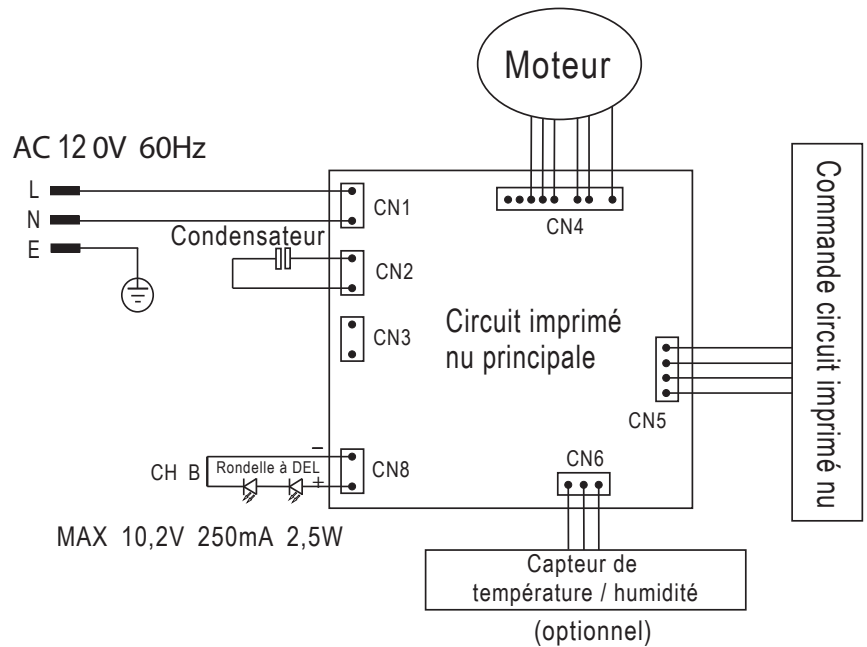 Moteur
AC 12 0V 60Hz
L
N
E
CN1
CN4
Condensateur
CN2
CN3
Circuit imprimé
nu principale
Commande circuit imprimé nu
CN5
CH B
Rondelle à DEL
−
+
CN8
CN6
MAX 10,2V 250mA 2,5W
Capteur de
température / humidité
(optionnel)